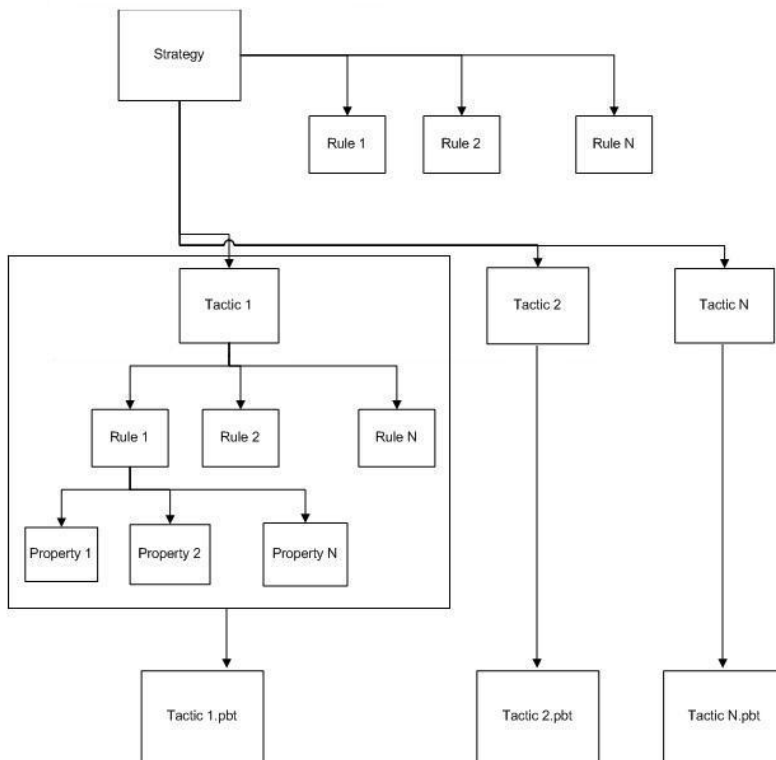 Strategy
Rule 1
Rule 2
Rule N
Tactic 1
Tactic 2
Tactic N
Rule 1
Rule 2
Rule N
Property 1
Property 2
Property N
Tactic 1.pbt
Tactic 2.pbt
Tactic N.pbt